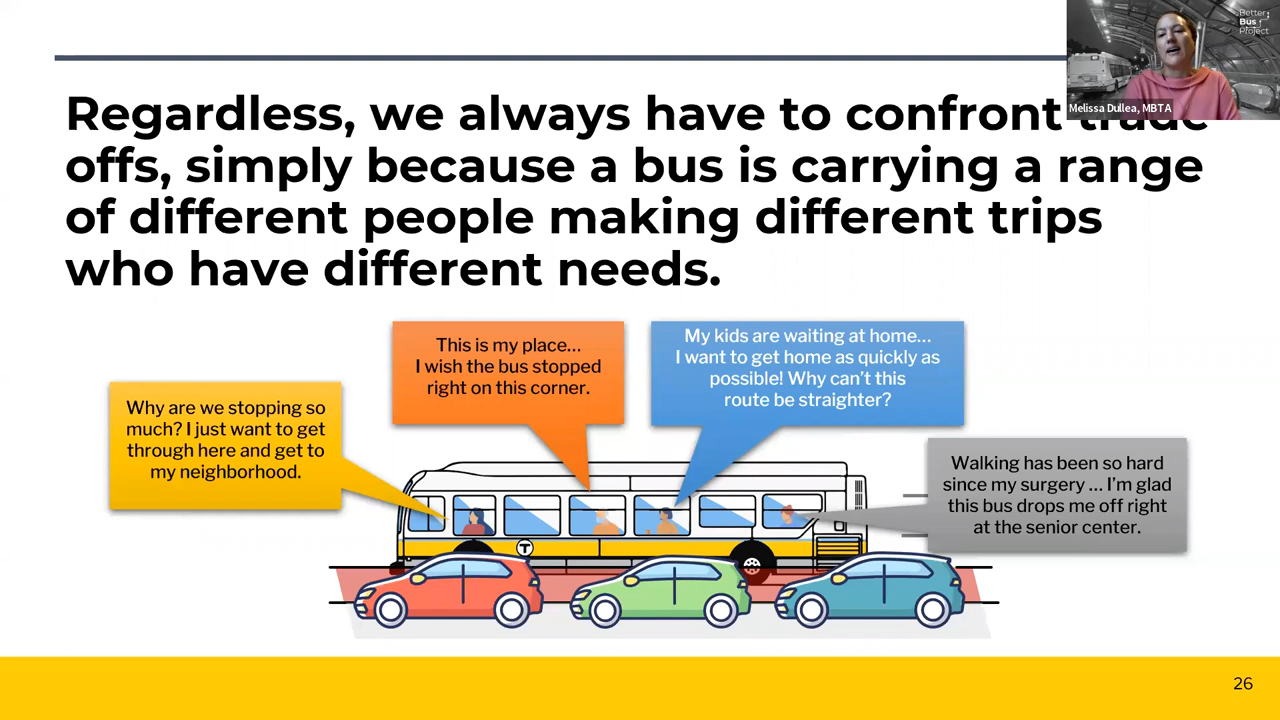 Better
Bus
Project
Melissa Dullea, MBTA
Regardless, we always have to confront trade
offs, simply because a bus is carrying a range
of different people making different trips
who have different needs.
This is my place...
I wish the bus stopped
right on this corner.
My kids are waiting at home...
I want to get home as quickly as
possible! Why can't this
route be straighter?
Why are we stopping so
much? I just want to get
through here and get to
my neighborhood.
Walking has been so hard
since my surgery ... I'm glad
this bus drops me off right
at the senior center.
T
26